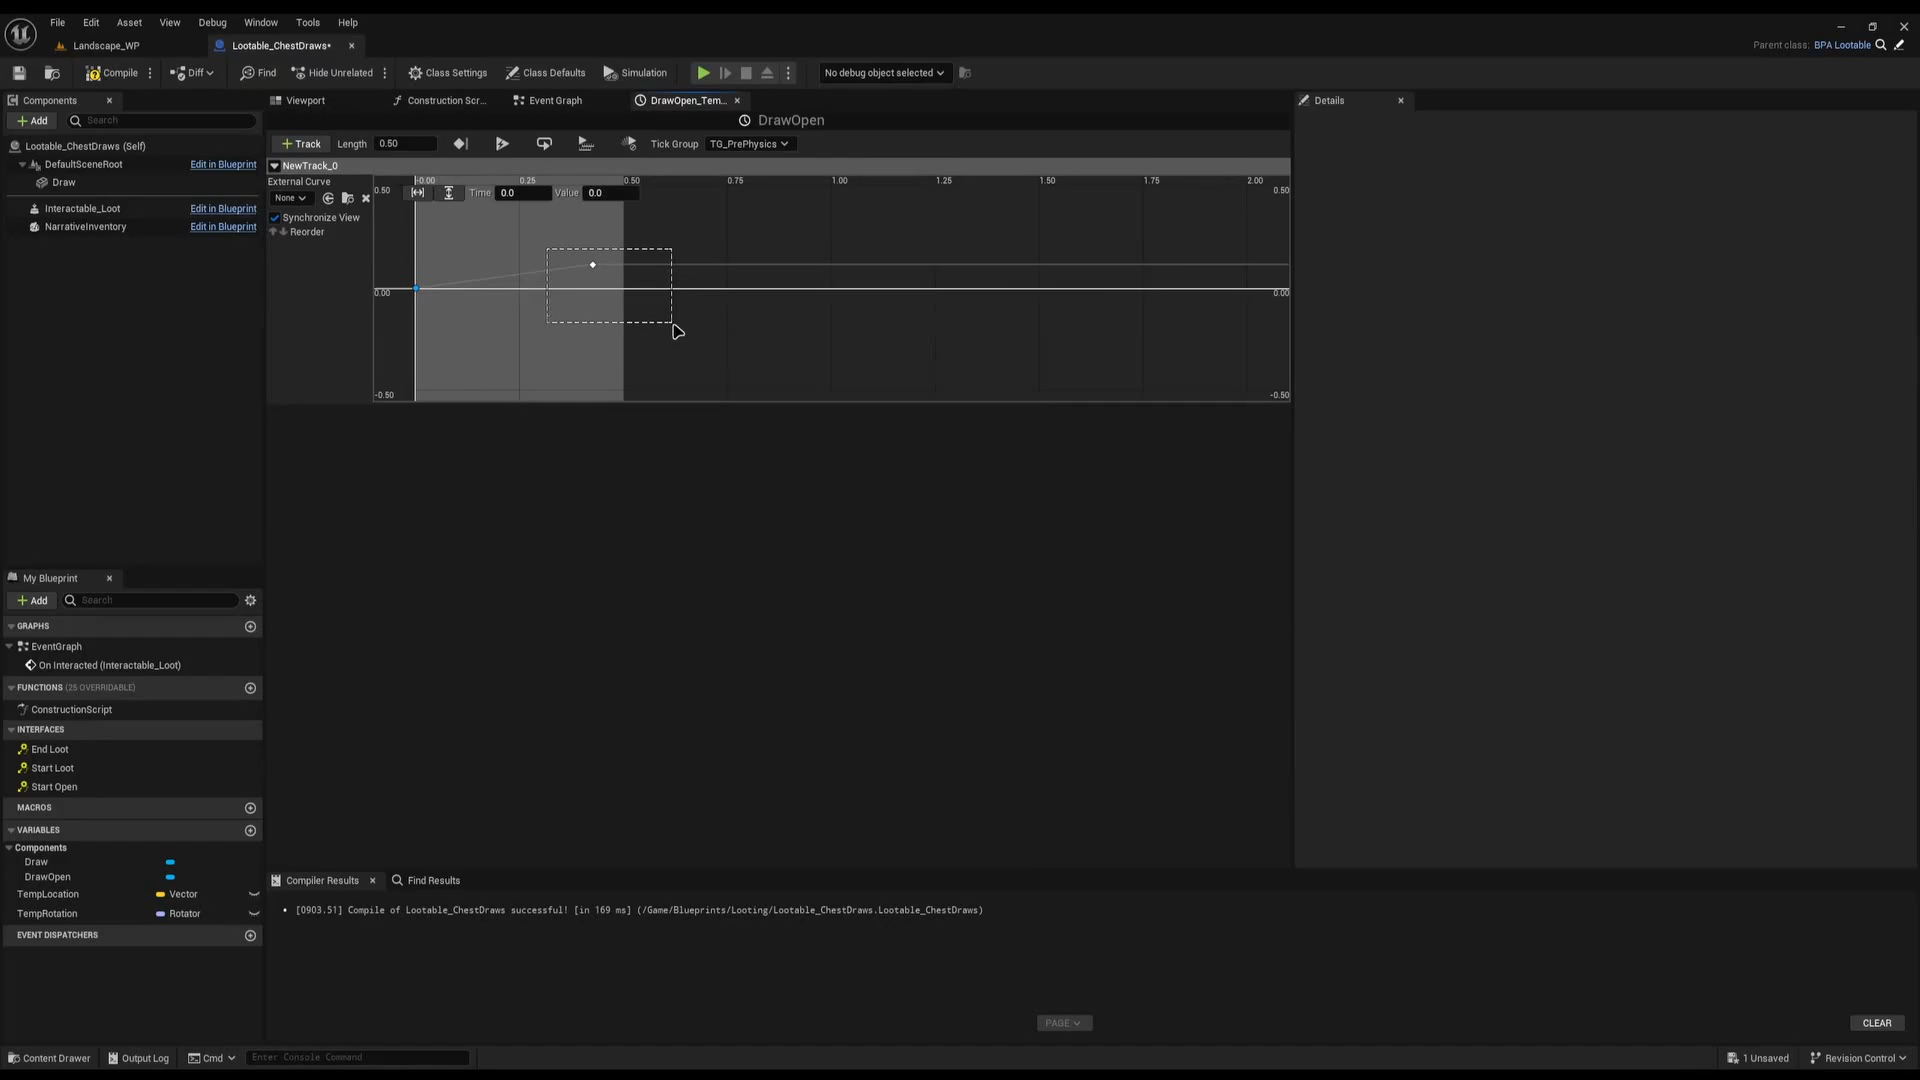 File Edit Asset View Debug Window Tools Help
Landscape_WP Lootable_ChestDraws*
Parent class: BPA Lootable
Compile Diff Find Hide Unrelated Class Settings Class Defaults Simulation No debug object selected
Components
Add Search
Lootable_ChestDraws (Self)
DefaultSceneRoot Edit in Blueprint
Draw
Interactable_Loot Edit in Blueprint
NarrativeInventory Edit in Blueprint
Viewport Construction Scr... Event Graph DrawOpen_Tem...
DrawOpen
Track Length 0.50 Tick Group TG_PrePhysics
NewTrack_0
External Curve
None
Synchronize View
Reorder
-0.00 0.25 0.50 0.75 1.00 1.25 1.50 1.75 2.00
0.50 Time 0.0 Value 0.0 0.50
0.00 0.00
-0.50 -0.50
Details
My Blueprint
Add Search
GRAPHS
EventGraph
On Interacted (Interactable_Loot)
FUNCTIONS (25 OVERRIDABLE)
ConstructionScript
INTERFACES
End Loot
Start Loot
Start Open
MACROS
VARIABLES
Components
Draw
DrawOpen
TempLocation Vector
TempRotation Rotator
EVENT DISPATCHERS
Compiler Results Find Results
[0903.51] Compile of Lootable_ChestDraws successful! [in 169 ms] (/Game/Blueprints/Looting/Lootable_ChestDraws.Lootable_ChestDraws)
PAGE CLEAR
Content Drawer Output Log Cmd Enter Console Command 1 Unsaved Revision Control